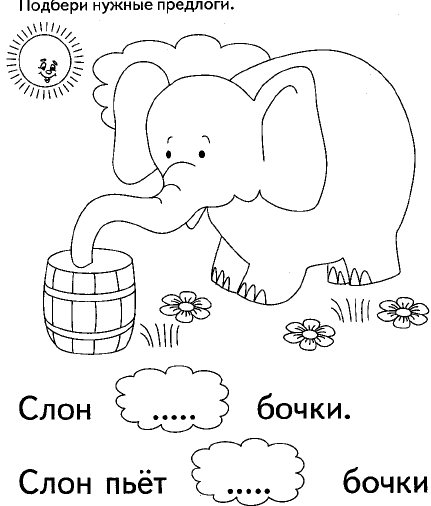 Подбери нужные предлоги.
Слон ..... бочки.
Слон пьёт ..... бочки